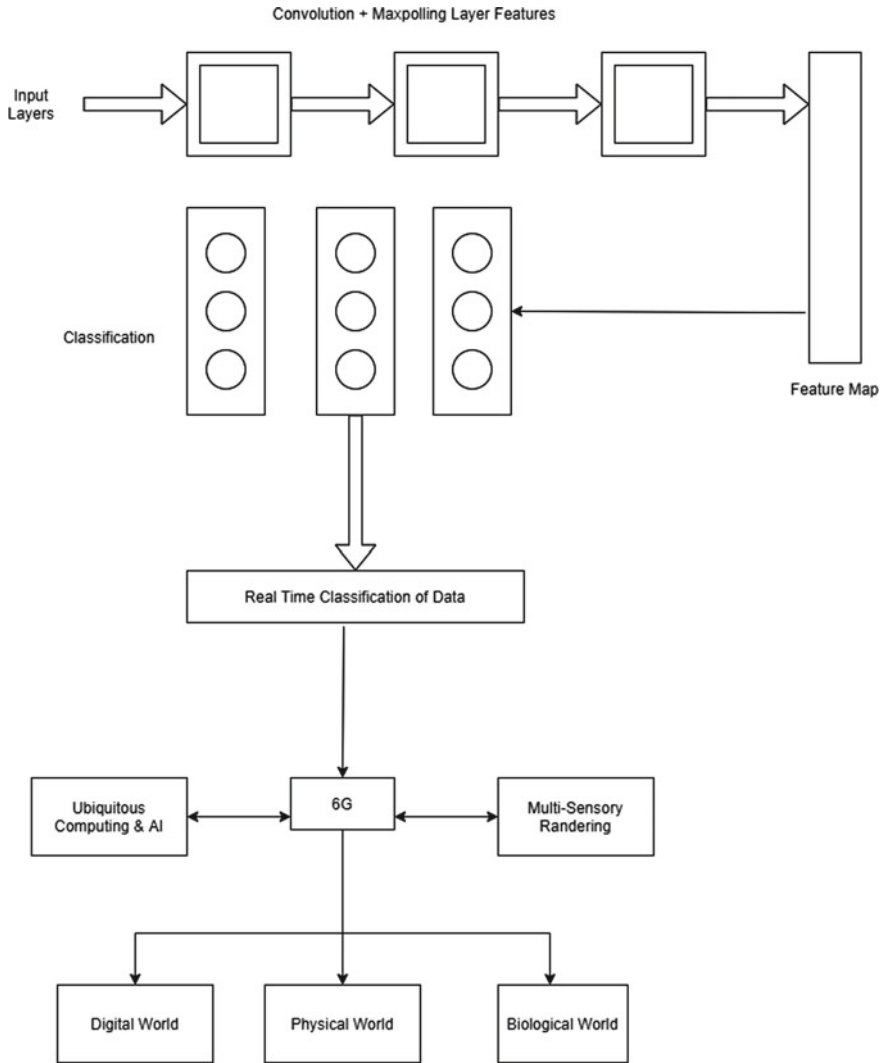 Convolution + Maxpolling Layer Features
Input
Layers
Classification
Feature Map
Real Time Classification of Data
Ubiquitous
Computing & AI
6G
Multi-Sensory
Randering
Digital World
Physical World
Biological World